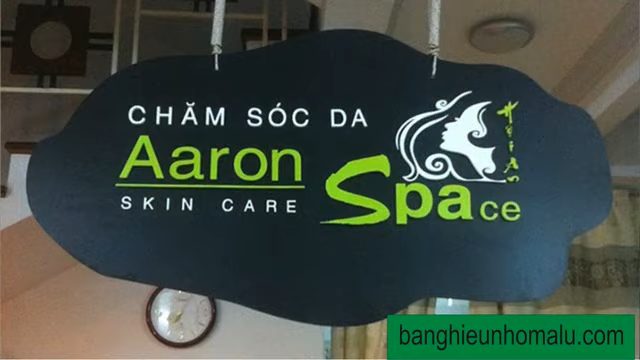 CHĂM SÓC DA
Aaron
SKIN CARE
Space
banghieunhomalu.com